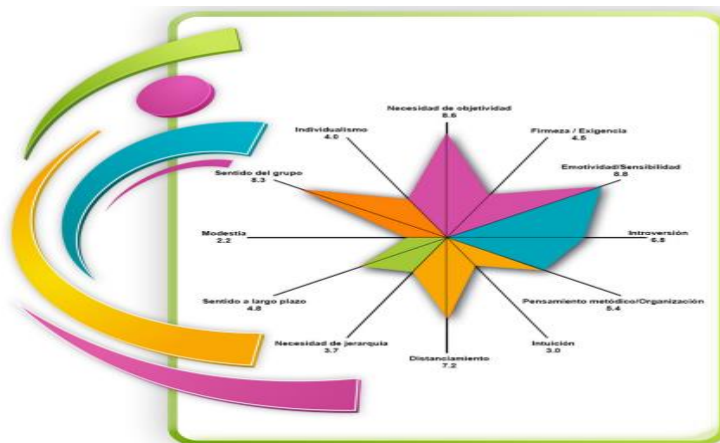 Necesidad de objetividad
8.6
Individualismo
4.0
Firmeza / Exigencia
4.5
Sentido del grupo
8.3
Emotividad/Sensibilidad
8.8
Modestia
2.2
Introversión
6.8
Sentido a largo plazo
4.8
Pensamiento metódico/Organización
5.4
Necesidad de jerarquia
3.7
Intuición
3.0
Distanciamiento
7.2